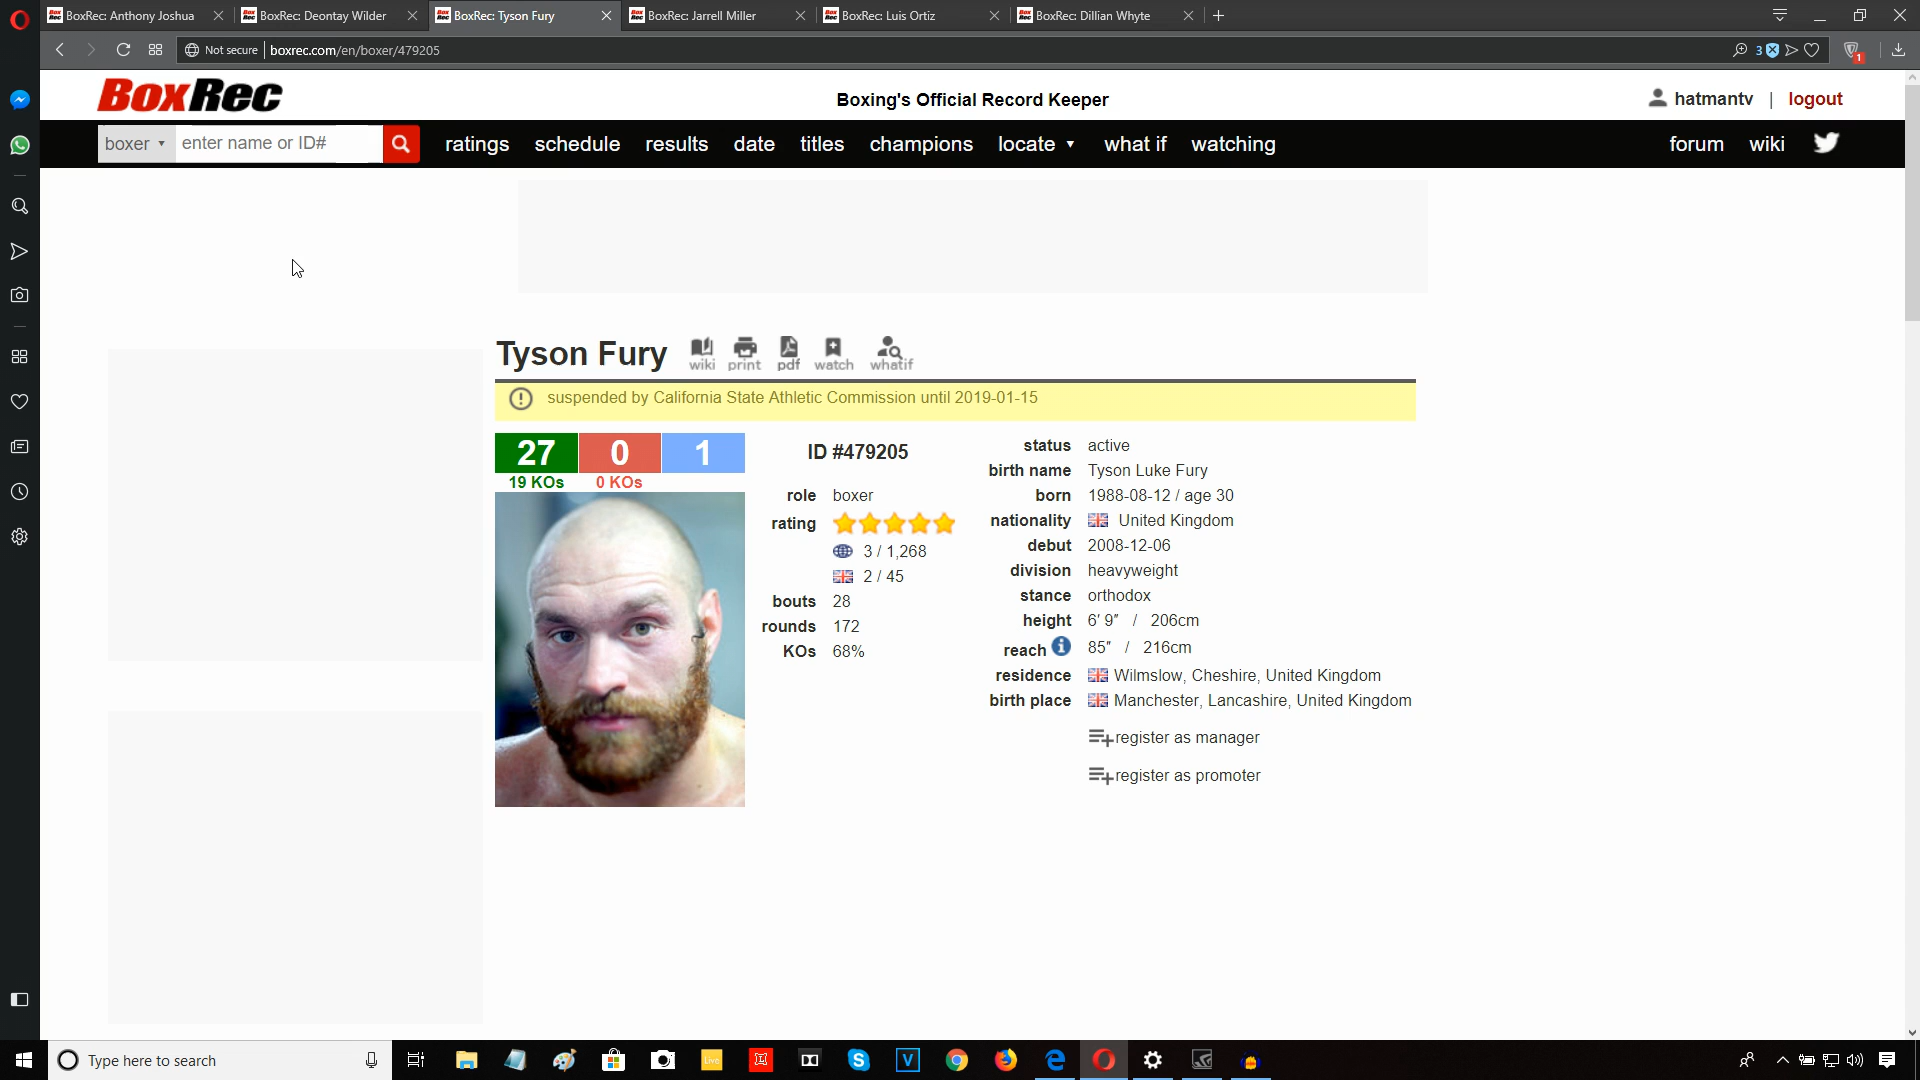 BoxRec: Anthony Joshua
BoxRec: Deontay Wilder
BoxRec: Tyson Fury
BoxRec: Jarrell Miller
BoxRec: Luis Ortiz
BoxRec: Dillian Whyte
Not secure boxrec.com/en/boxer/479205
3
1
BoxRec
Boxing's Official Record Keeper
hatmantv | logout
boxer enter name or ID#
ratings schedule results date titles champions locate what if watching forum wiki
Tyson Fury
wiki print pdf watch whatif
suspended by California State Athletic Commission until 2019-01-15
27 0 1
19 KOs 0 KOs
ID #479205
role boxer
rating
3 / 1,268
2 / 45
bouts 28
rounds 172
KOs 68%
status active
birth name Tyson Luke Fury
born 1988-08-12 / age 30
nationality United Kingdom
debut 2008-12-06
division heavyweight
stance orthodox
height 6′ 9″ / 206cm
reach 85″ / 216cm
residence Wilmslow, Cheshire, United Kingdom
birth place Manchester, Lancashire, United Kingdom
register as manager
register as promoter
Type here to search